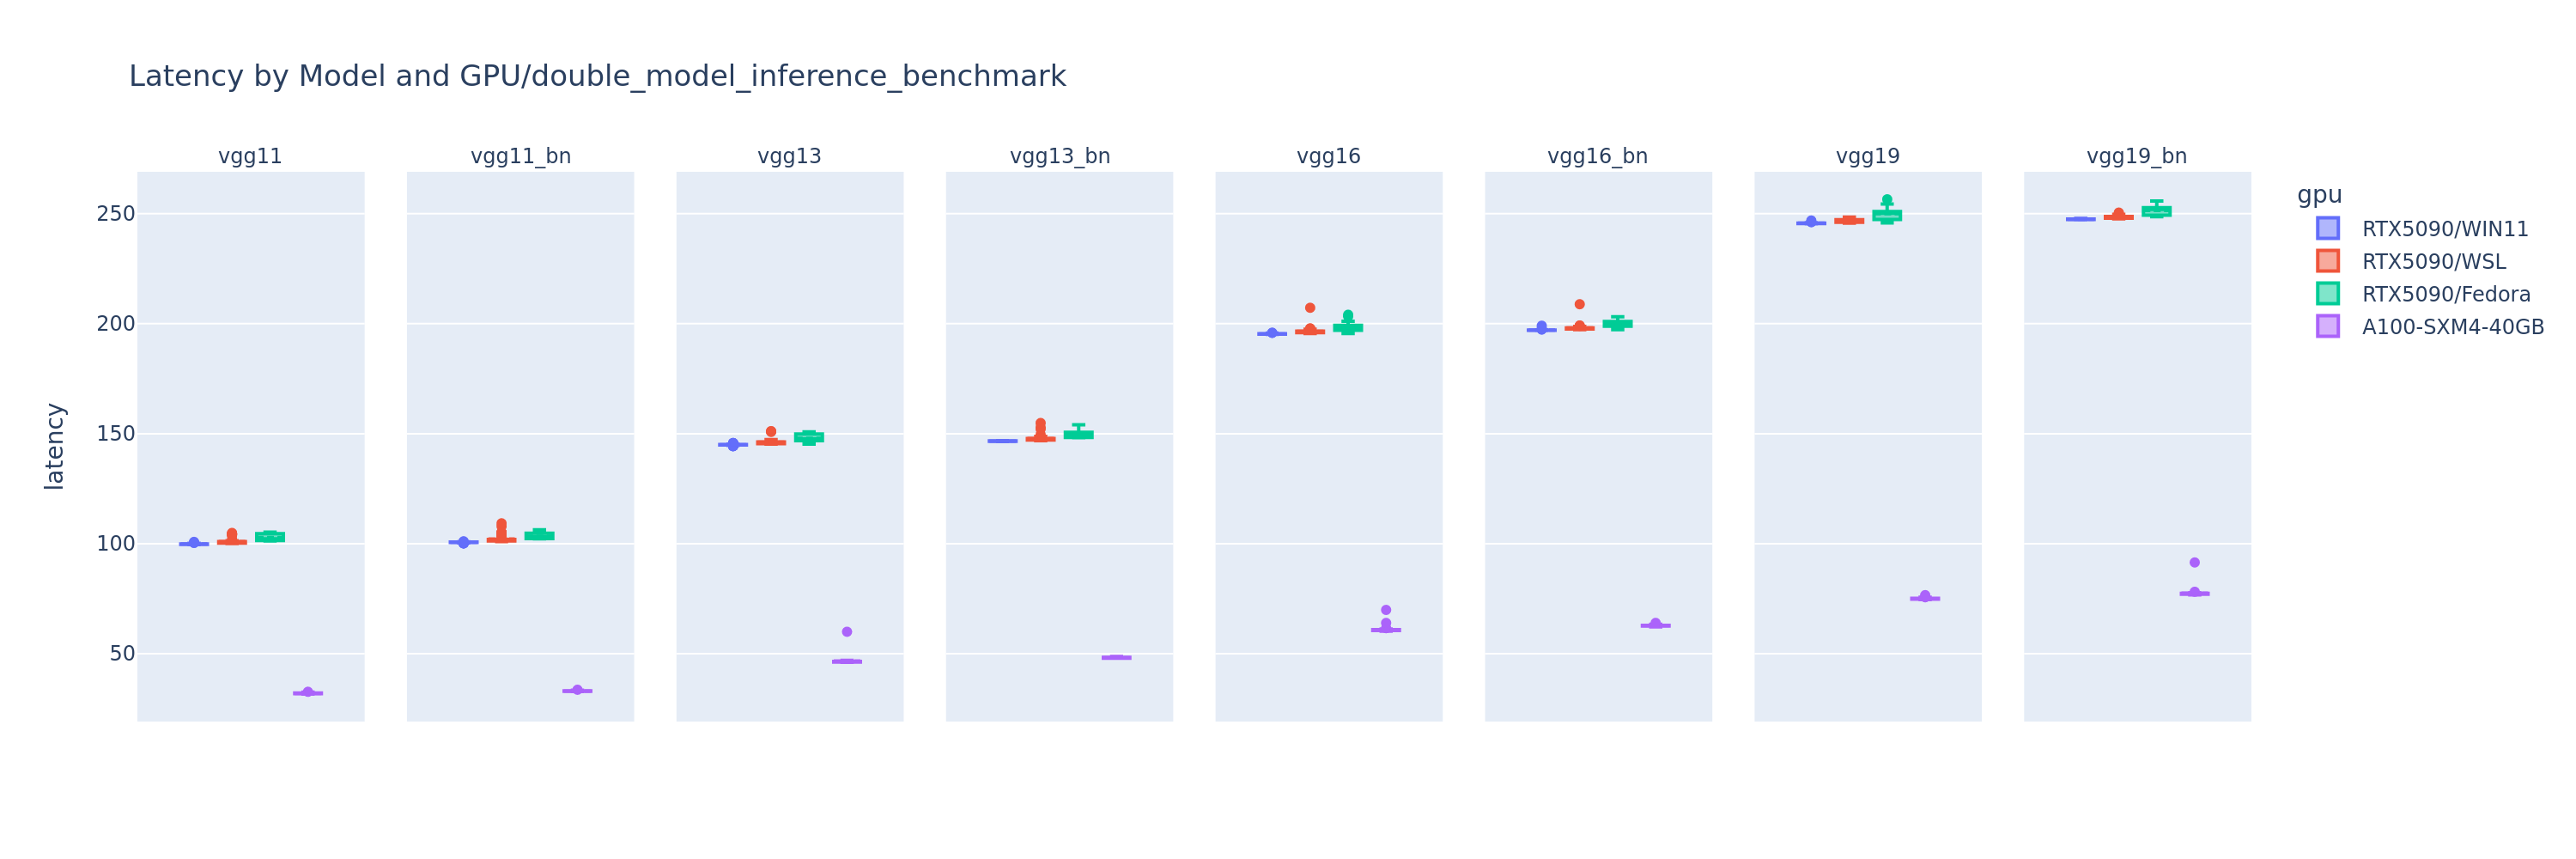 Latency by Model and GPU/double_model_inference_benchmark
vgg11
vgg11_bn
vgg13
vgg13_bn
vgg16
vgg16_bn
vgg19
vgg19_bn
250
200
150
100
50
latency
gpu
RTX5090/WIN11
RTX5090/WSL
RTX5090/Fedora
A100-SXM4-40GB